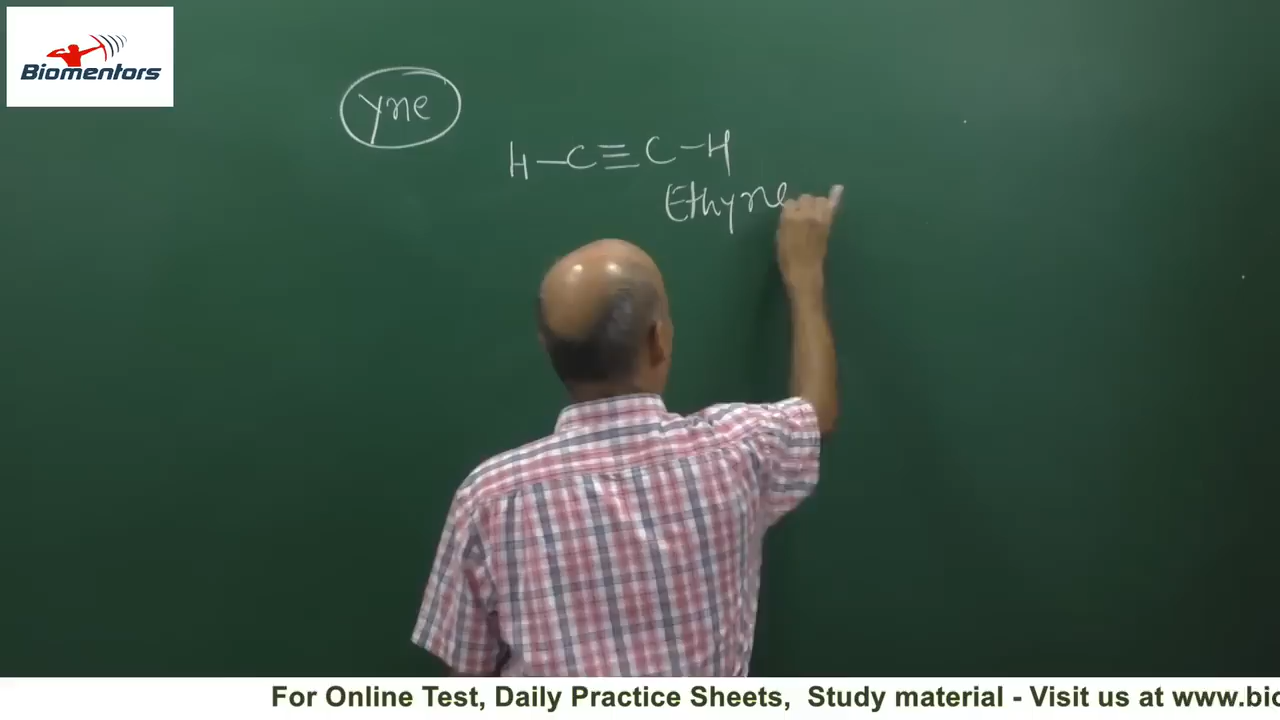 Biomentors
yne
H-C≡C-H
Ethyne
For Online Test, Daily Practice Sheets, Study material - Visit us at www.bio